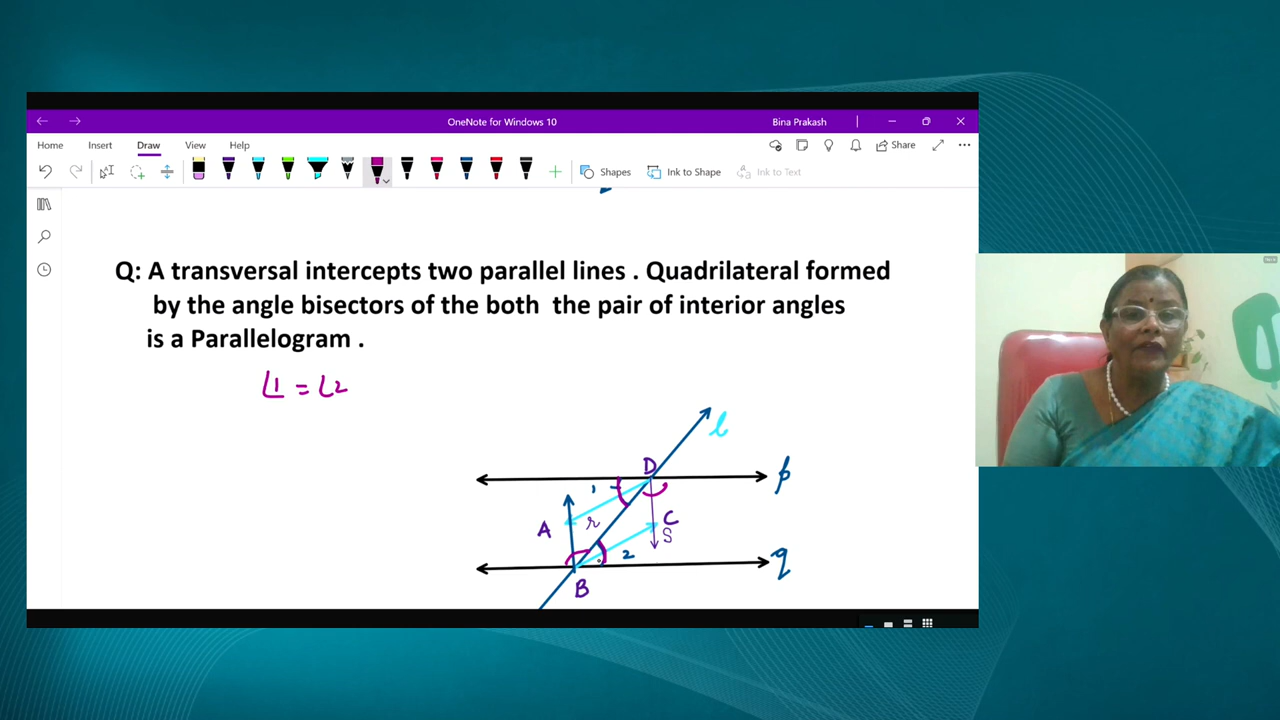 OneNote for Windows 10
Bina Prakash
Home Insert Draw View Help
Share
Shapes
Ink to Shape
Ink to Text
Q: A transversal intercepts two parallel lines . Quadrilateral formed
by the angle bisectors of the both the pair of interior angles
is a Parallelogram .
∠1 = ∠2
l
D
p
1
A
r
C
S
2
q
B